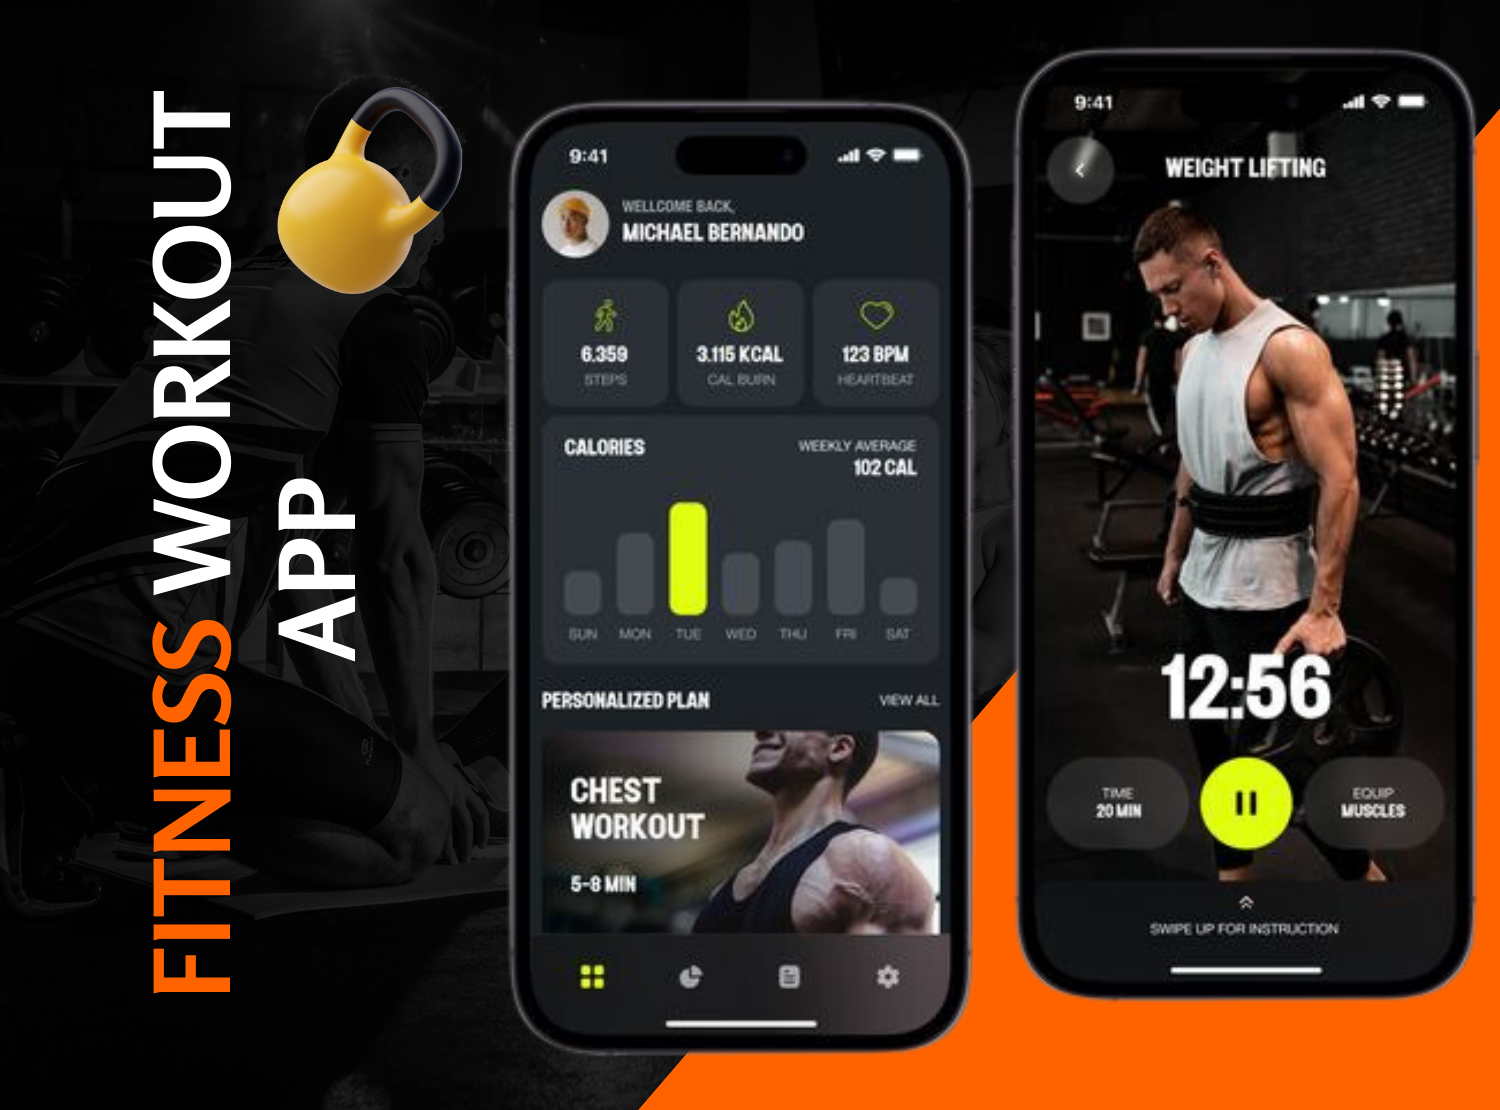 FITNESS WORKOUT
APP
9:41
WELLCOME BACK,
MICHAEL BERNANDO
6.359
STEPS
3.115 KCAL
CAL BURN
123 BPM
HEARTBEAT
CALORIES
WEEKLY AVERAGE
102 CAL
SUN MON TUE WED THU FRI SAT
PERSONALIZED PLAN
VIEW ALL
CHEST
WORKOUT
5-8 MIN
9:41
WEIGHT LIFTING
12:56
TIME
20 MIN
EQUIP
MUSCLES
SWIPE UP FOR INSTRUCTION